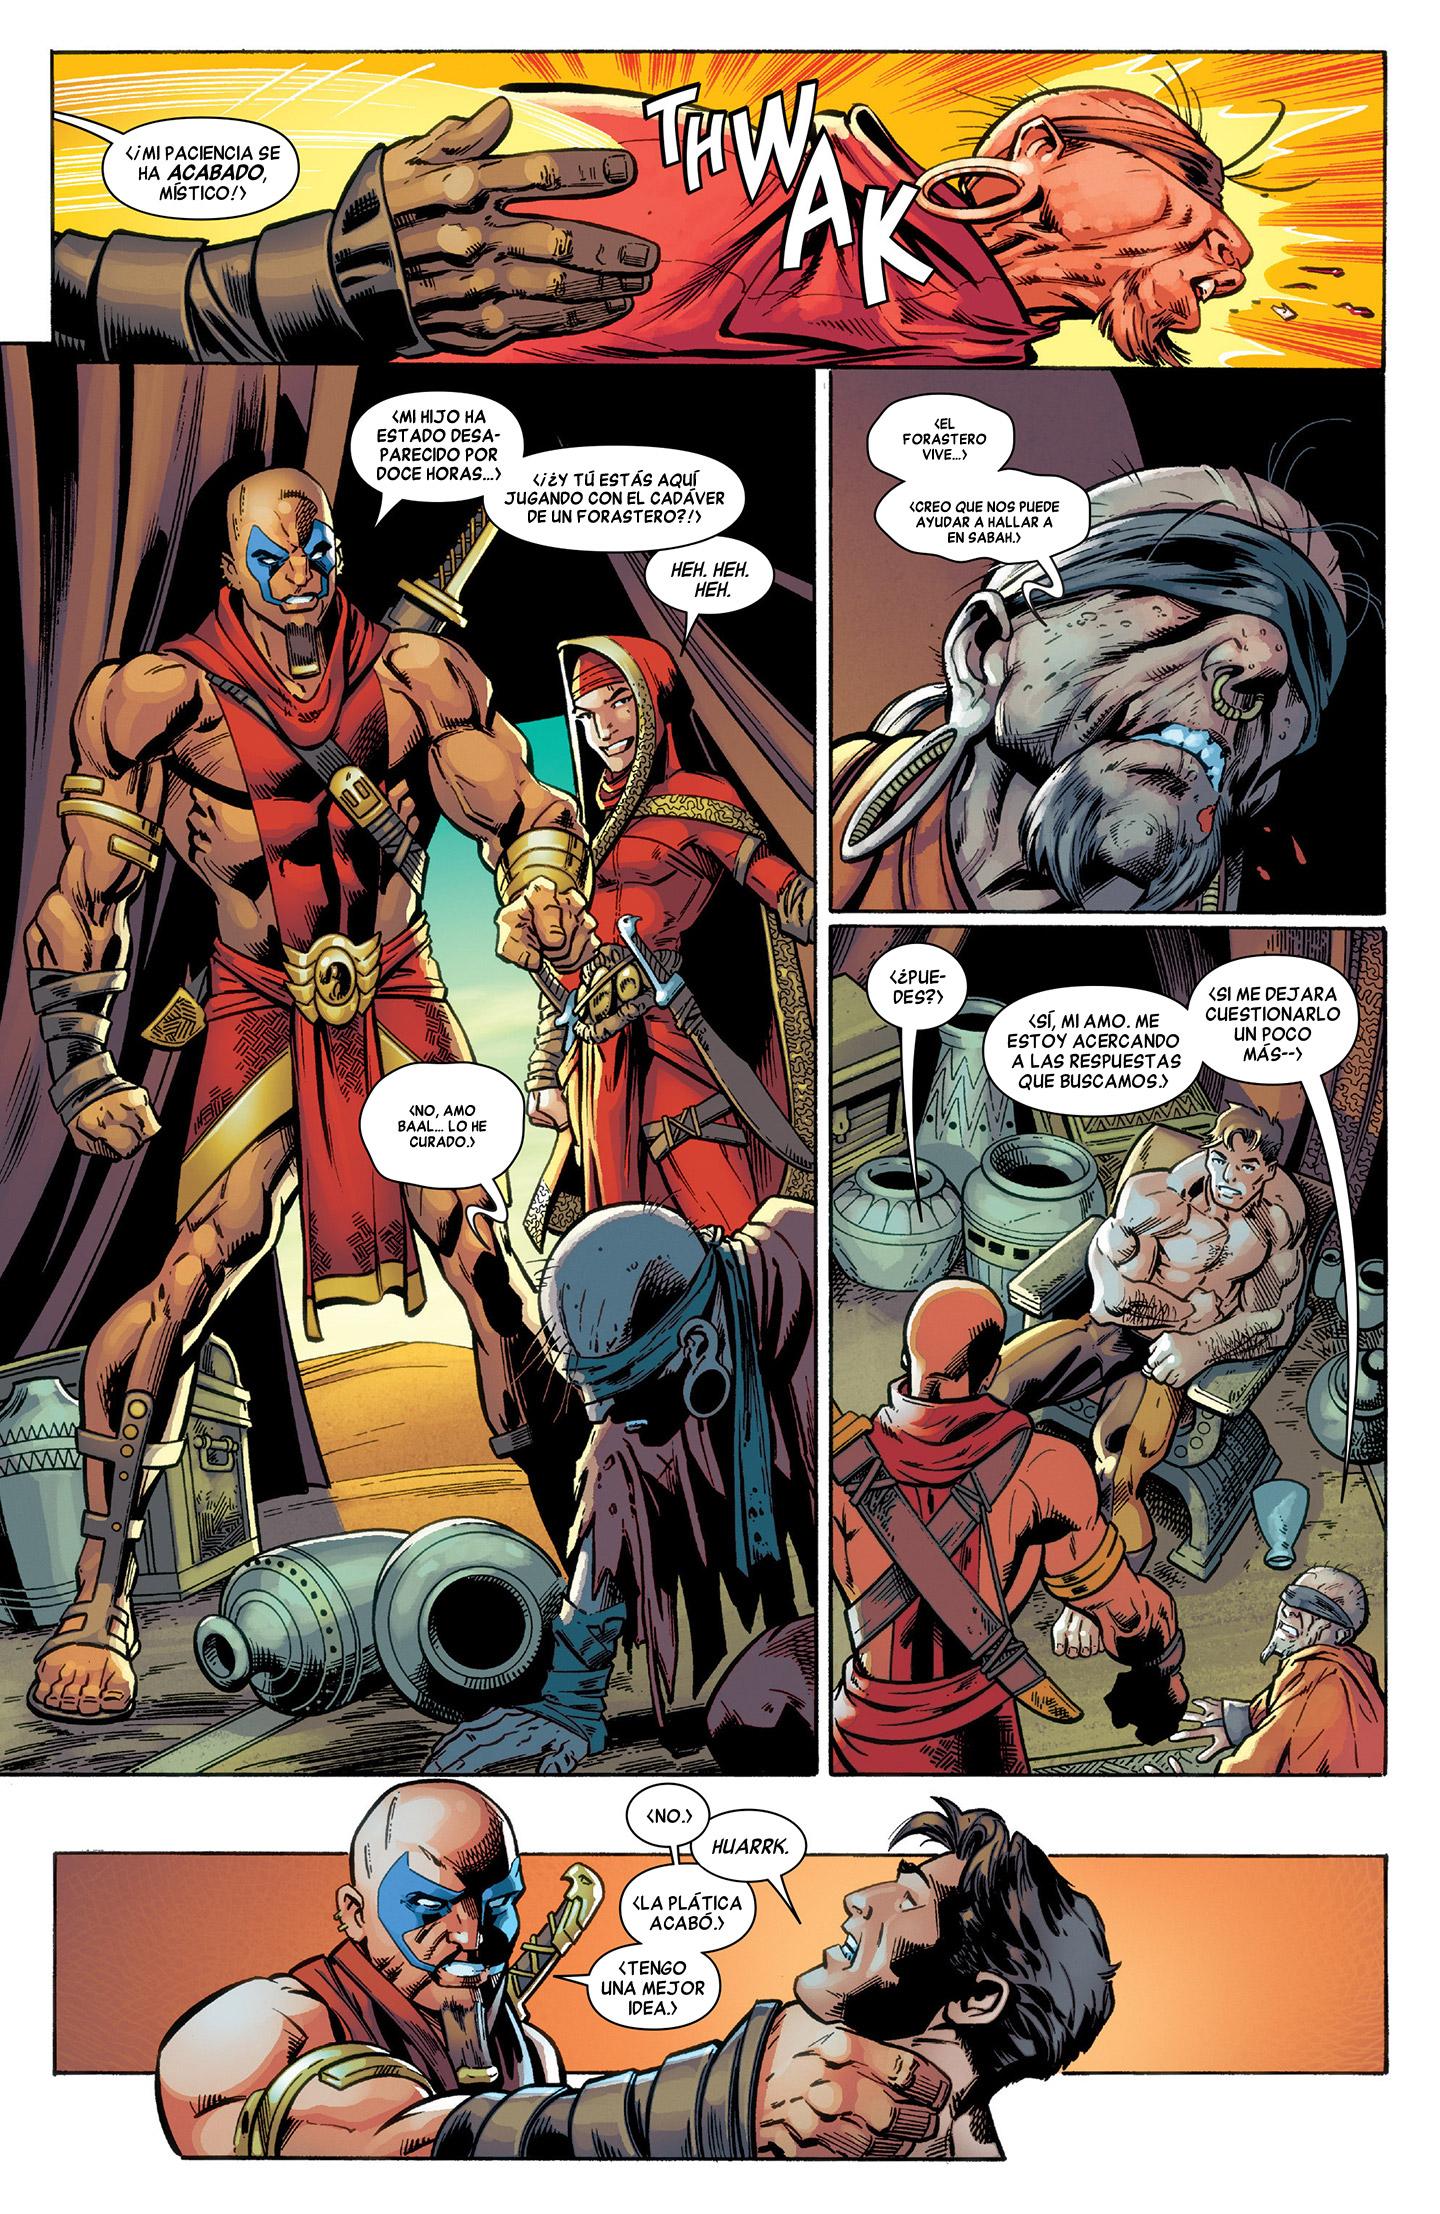 <¡MI PACIENCIA SE
HA ACABADO,
MÍSTICO!>
THWAK
<MI HIJO HA
ESTADO DESA-
PARECIDO POR
DOCE HORAS...>
<¡¿Y TÚ ESTÁS AQUÍ
JUGANDO CON EL CADÁVER
DE UN FORASTERO?!>
HEH. HEH.
HEH.
<NO, AMO
BAAL... LO HE
CURADO.>
<EL
FORASTERO
VIVE...>
<CREO QUE NOS PUEDE
AYUDAR A HALLAR A
EN SABAH.>
<¿PUE-
DES?>
<SÍ, MI AMO. ME
ESTOY ACERCANDO
A LAS RESPUESTAS
QUE BUSCAMOS.>
<SI ME DEJARA
CUESTIONARLO
UN POCO
MÁS-->
<NO.>
HUARRK.
<LA PLÁTICA
ACABÓ.>
<TENGO
UNA MEJOR
IDEA.>